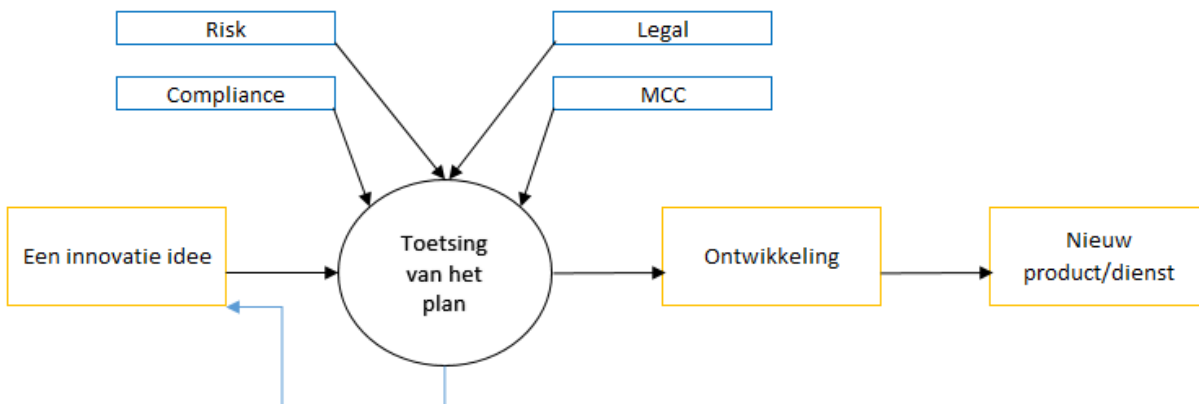 Risk
Legal
Compliance
MCC
Een innovatie idee
Toetsing
van het
plan
Ontwikkeling
Nieuw
product/dienst